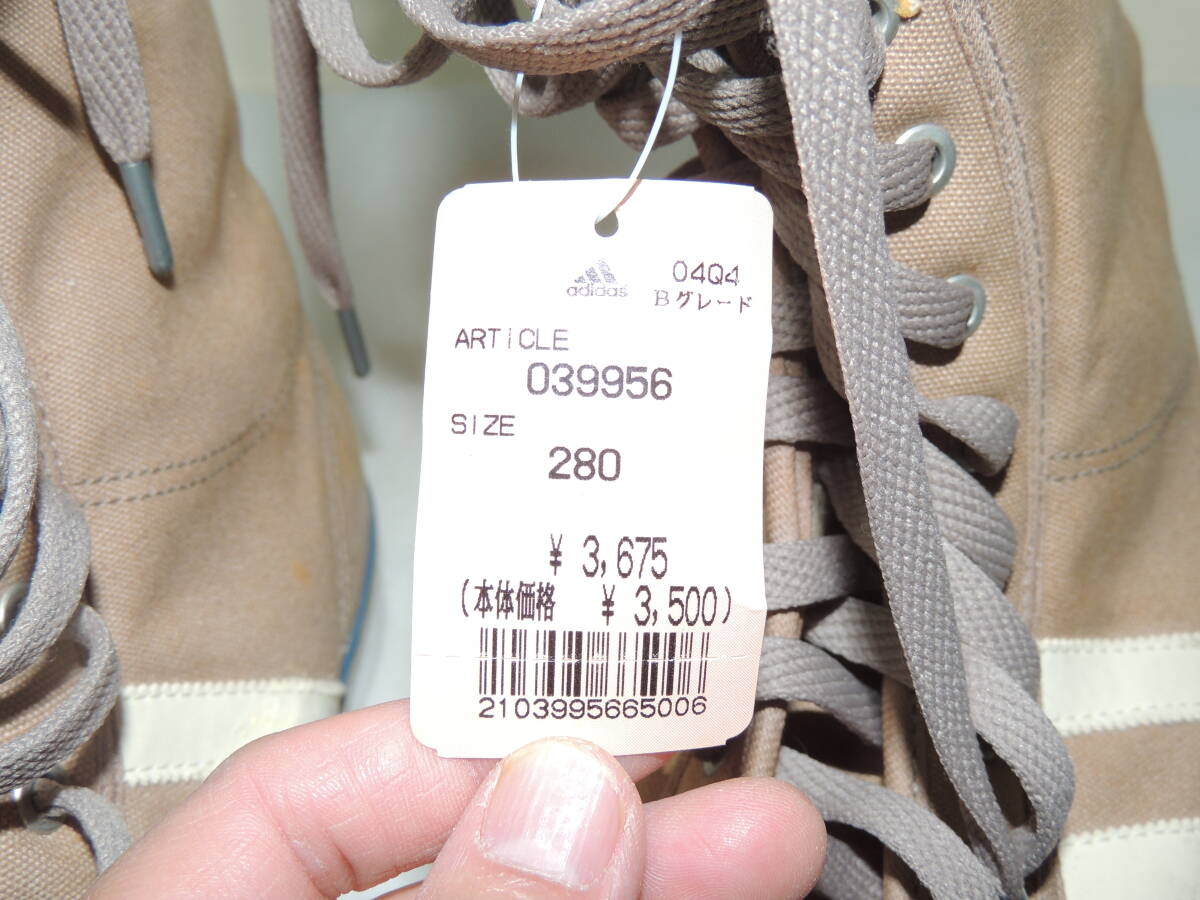 adidas
04Q4
Bグレード
ARTICLE
039956
SIZE
280
¥ 3,675
(本体価格 ¥ 3,500)
2103995665006